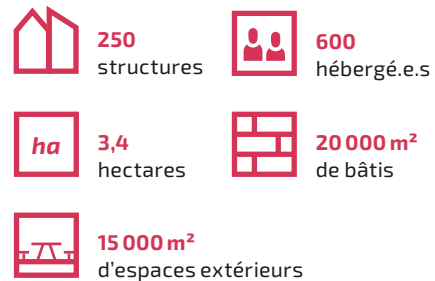 250
structures
600
hébergé.e.s
ha
3,4
hectares
20 000 m²
de bâtis
15 000 m²
d'espaces extérieurs